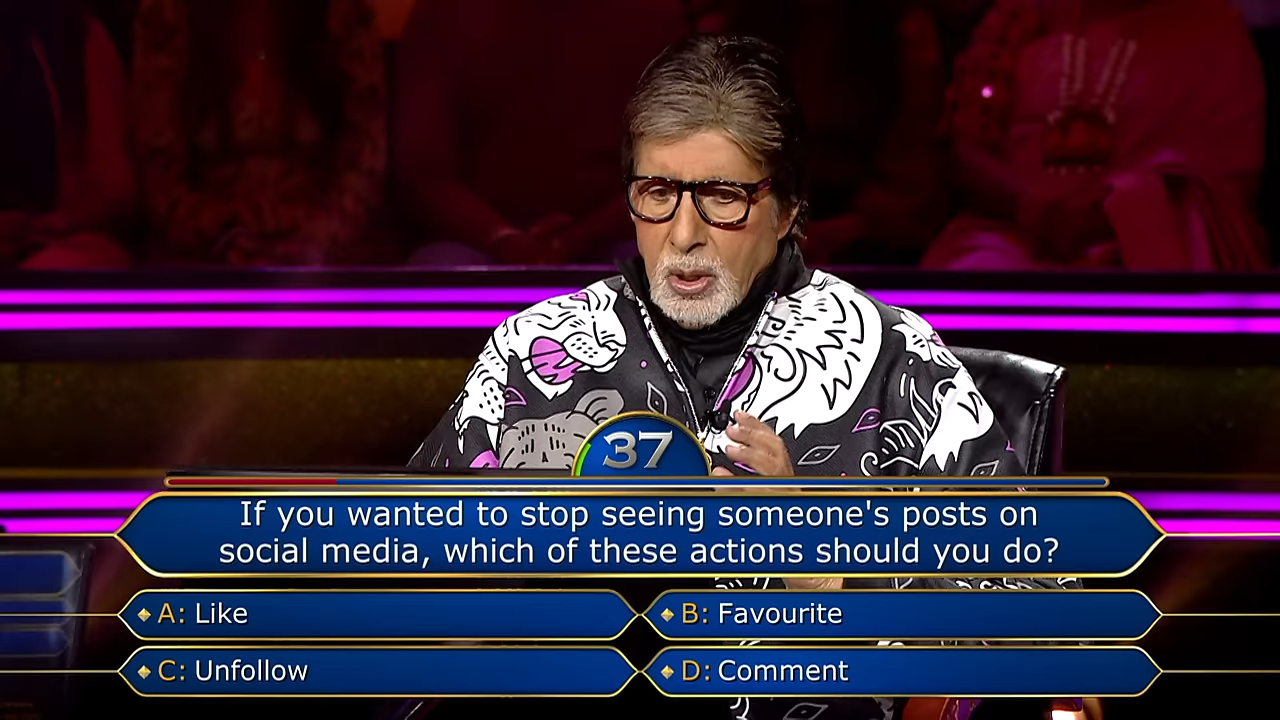 37
If you wanted to stop seeing someone's posts on
social media, which of these actions should you do?
A: Like
B: Favourite
C: Unfollow
D: Comment